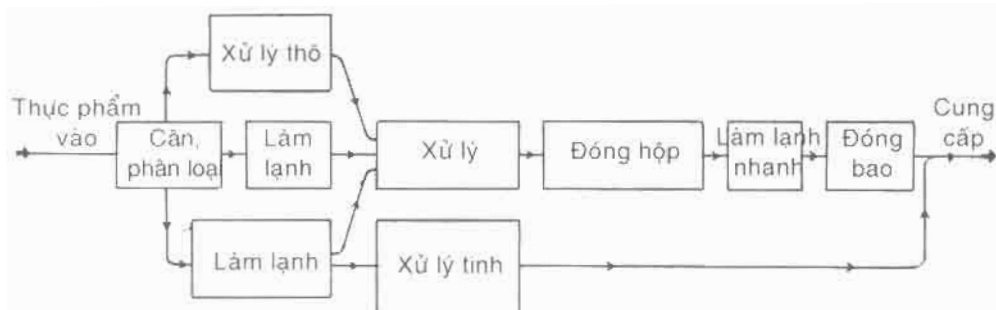 Xử lý thô
Thực phẩm
vào
Cân,
phân loại
Làm
lạnh
Xử lý
Đóng hộp
Làm lạnh
nhanh
Đóng
bao
Cung
cấp
Làm lạnh
Xử lý tinh